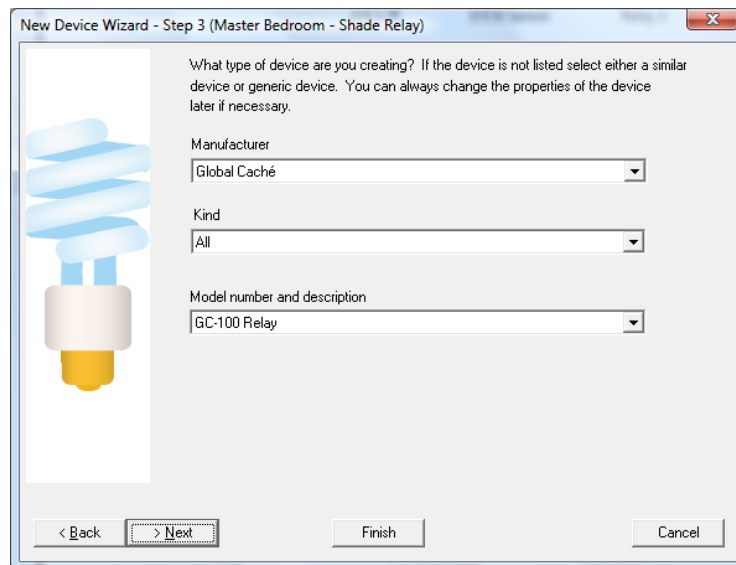 New Device Wizard - Step 3 (Master Bedroom - Shade Relay)
What type of device are you creating?  If the device is not listed select either a similar
device or generic device.  You can always change the properties of the device
later if necessary.
Manufacturer
Global Caché
Kind
All
Model number and description
GC-100 Relay
< Back
> Next
Finish
Cancel